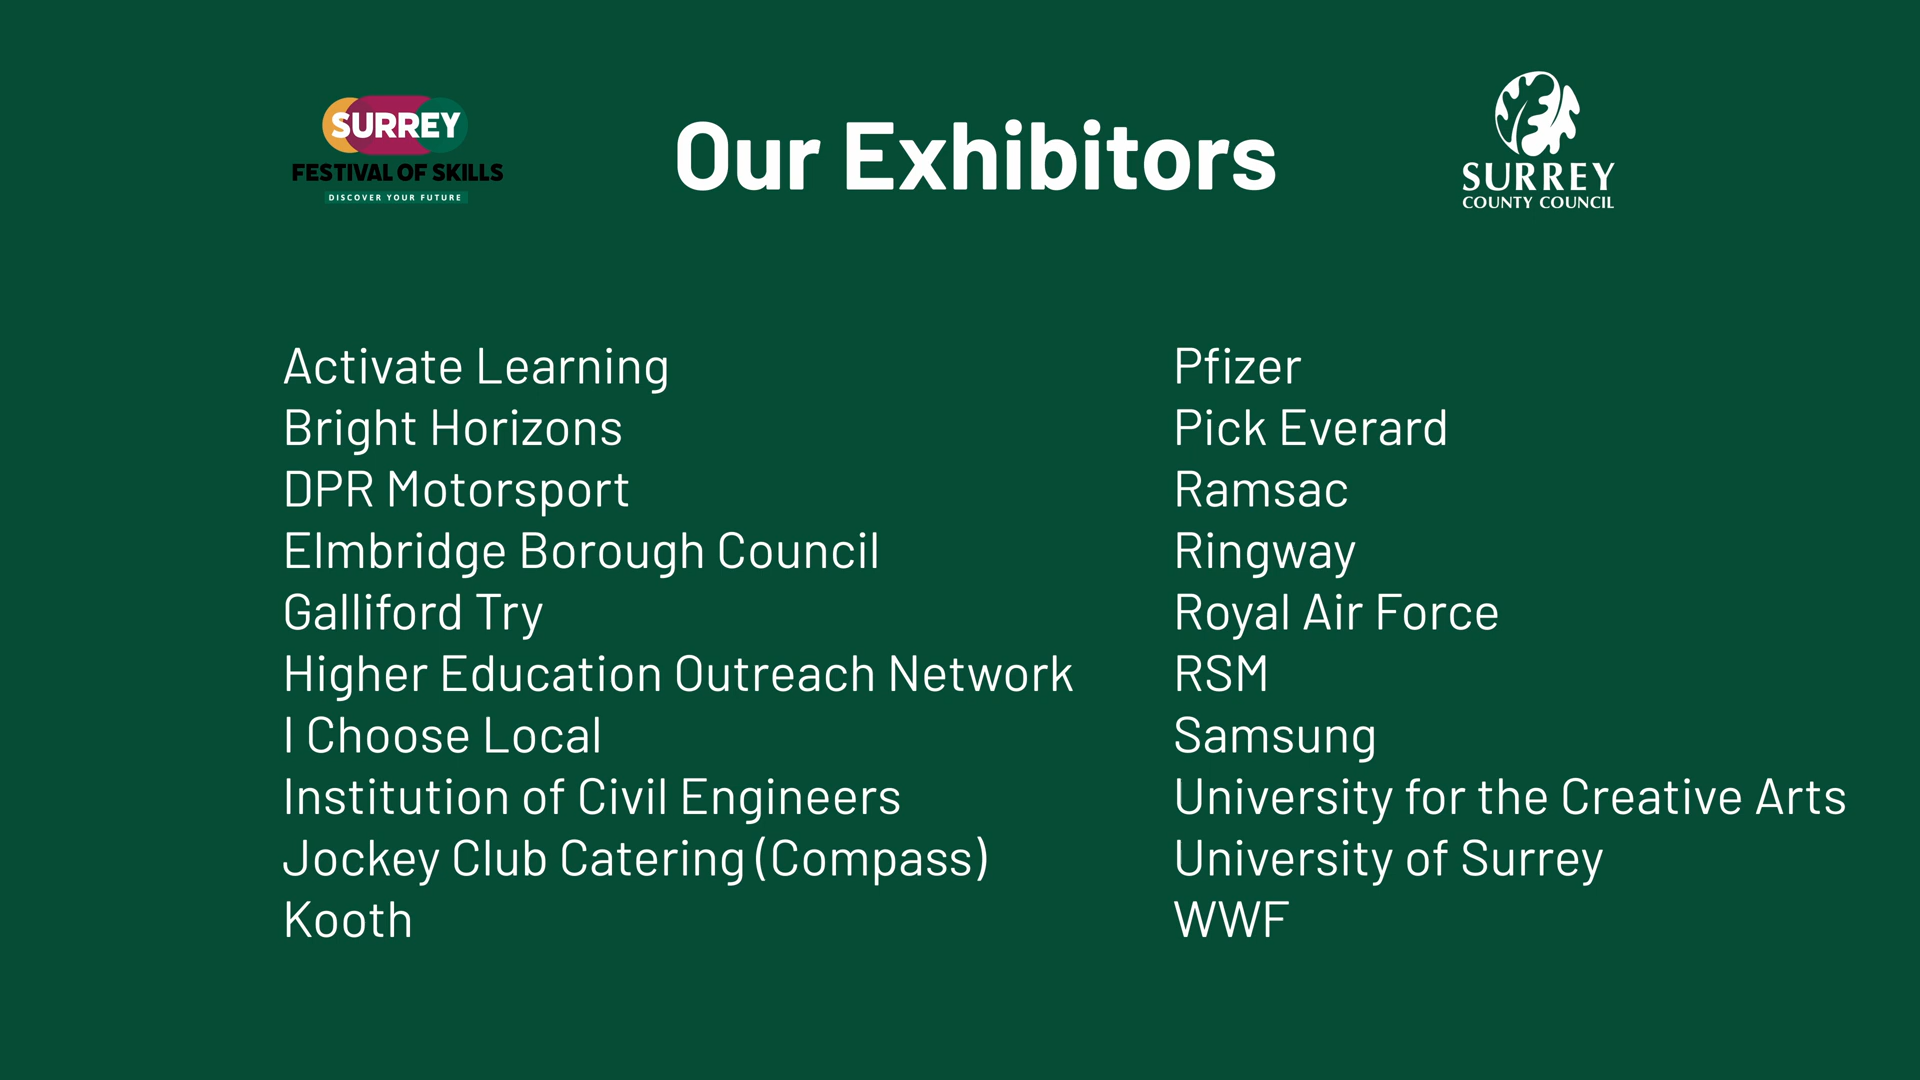 SURREY
FESTIVAL OF SKILLS
DISCOVER YOUR FUTURE
Our Exhibitors
SURREY
COUNTY COUNCIL
Activate Learning
Bright Horizons
DPR Motorsport
Elmbridge Borough Council
Galliford Try
Higher Education Outreach Network
I Choose Local
Institution of Civil Engineers
Jockey Club Catering (Compass)
Kooth
Pfizer
Pick Everard
Ramsac
Ringway
Royal Air Force
RSM
Samsung
University for the Creative Arts
University of Surrey
WWF